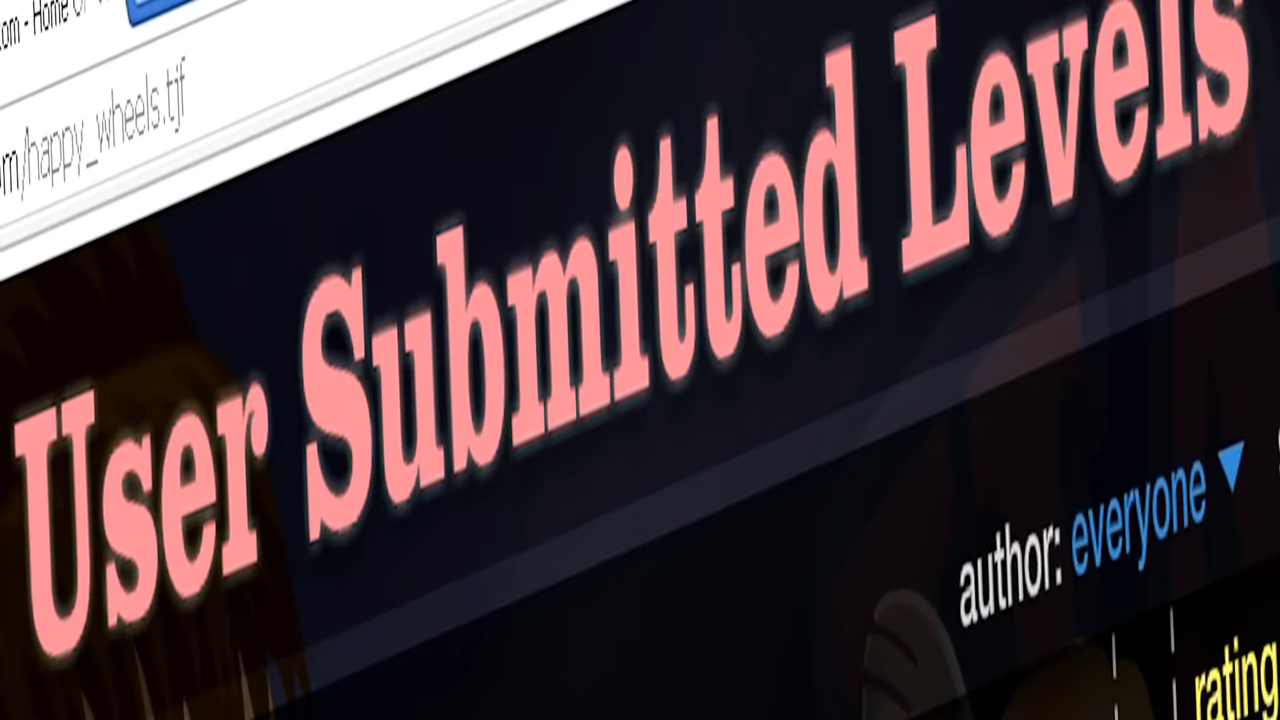 com - Home Of
om/happy_wheels.tjf
User Submitted Levels
author: everyone
rating